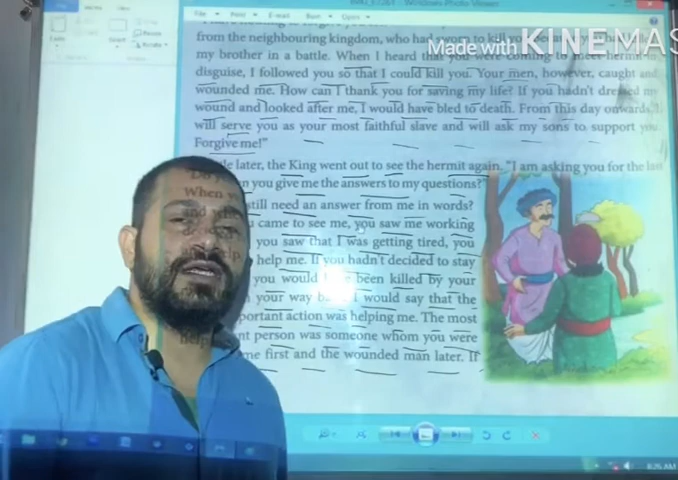 Windows Photo Viewer
File Print E-mail Burn Open
Made with KINEMAS
from the neighbouring kingdom, who had sworn to kill you
my brother in a battle. When I heard that you were coming to meet hermit in
disguise, I followed you so that I could kill you. Your men, however, caught and
wounded me. How can I thank you for saving my life? If you hadn't dressed my
wound and looked after me, I would have bled to death. From this day onwards, I
will serve you as your most faithful slave and will ask my sons to support you.
Forgive me!"
later, the King went out to see the hermit again. "I am asking you for the last
you give me the answers to my questions?
still need an answer from me in words?
came to see me, you saw me working
you saw that I was getting tired, you
help me. If you hadn't decided to stay
you would been killed by your
your way I would say that the
portant action was helping me. The most
person was someone whom you were
me first and the wounded man later. If
8:26 AM